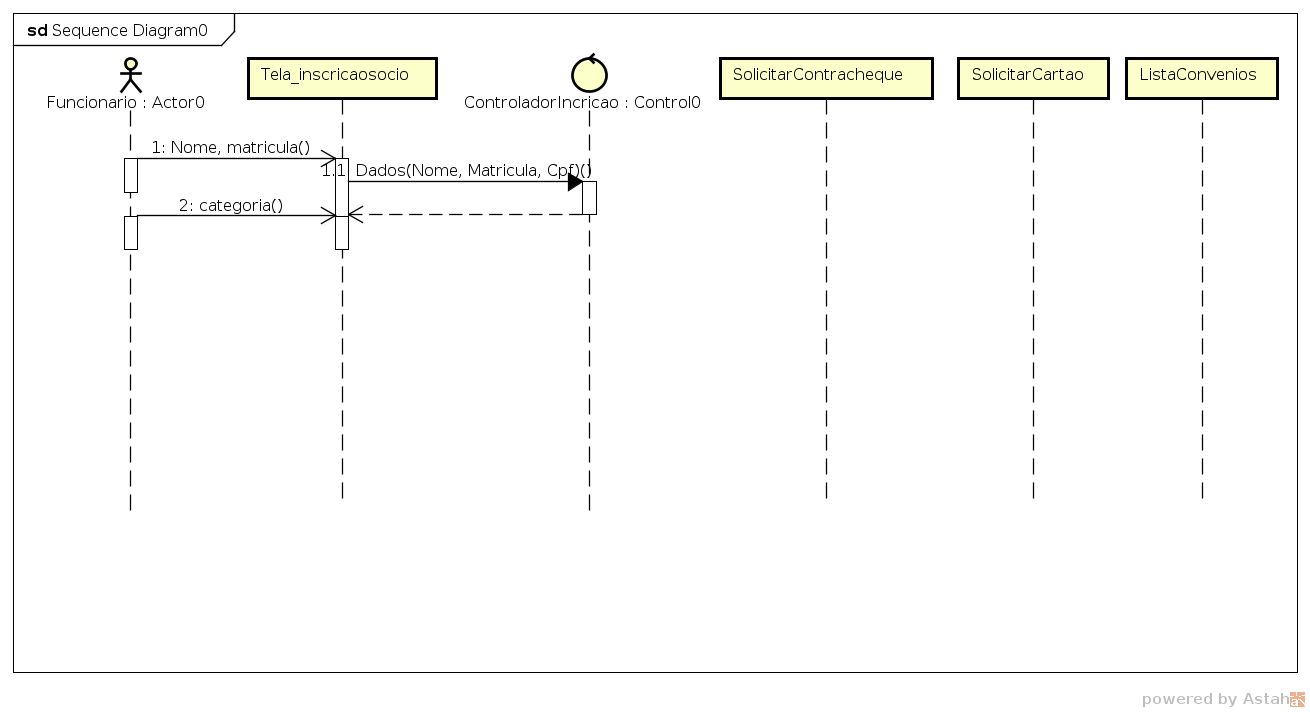 sd Sequence Diagram0
Funcionario : Actor0
Tela_inscricaosocio
ControladorIncricao : Control0
SolicitarContracheque
SolicitarCartao
ListaConvenios
1: Nome, matricula()
1.1 Dados(Nome, Matricula, Cpf)()
2: categoria()
powered by Astah